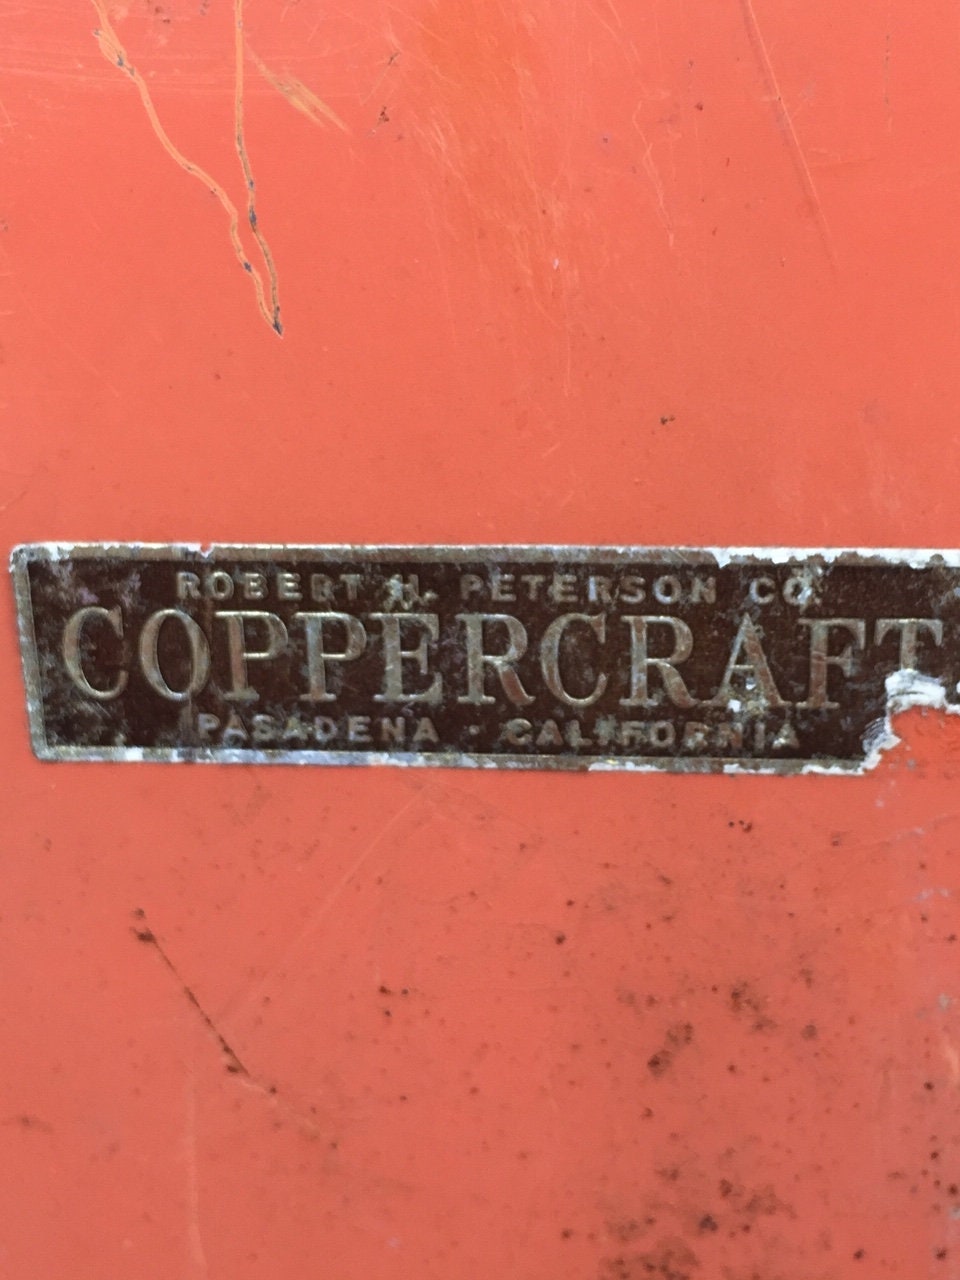 ROBERT H. PETERSON CO.
COPPERCRAFT
PASADENA · CALIFORNIA